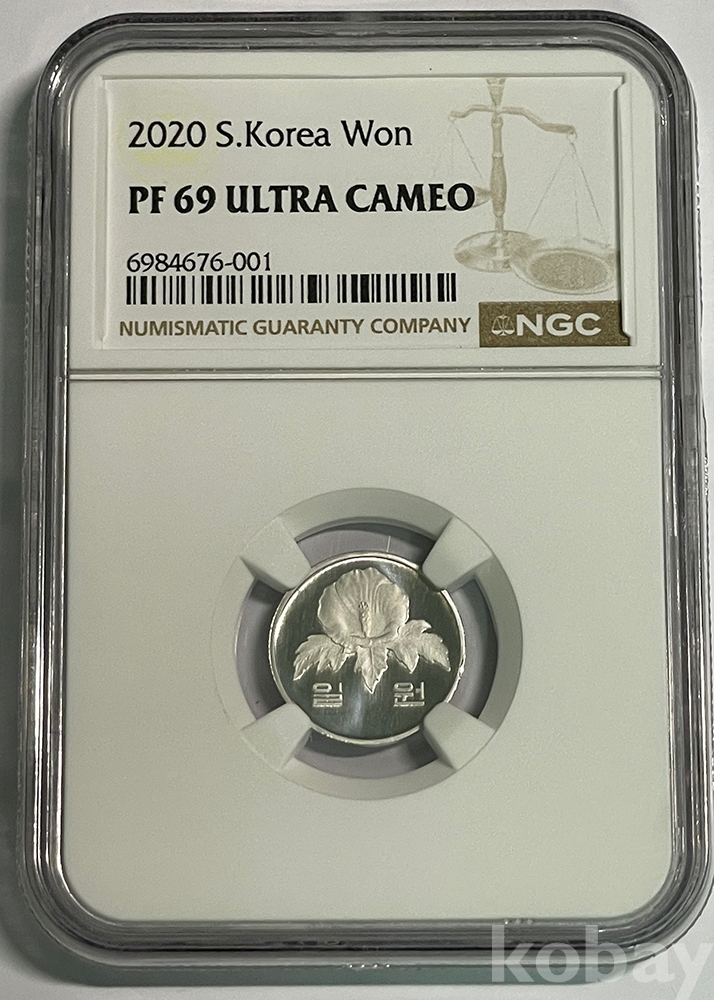 2020 S.Korea Won
PF 69 ULTRA CAMEO
6984676-001
NUMISMATIC GUARANTY COMPANY
NGC
일 원
kobay